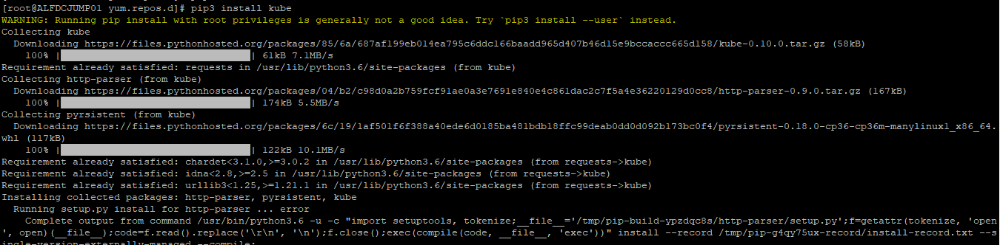 [root@ALFDCJUMP01 yum.repos.d]# pip3 install kube
WARNING: Running pip install with root privileges is generally not a good idea. Try `pip3 install --user` instead.
Collecting kube
  Downloading https://files.pythonhosted.org/packages/85/6a/687af199eb014ea795c6ddc166baadd965d407b46d15e9bccaccc665d158/kube-0.10.0.tar.gz (58kB)
    100% || 61kB 7.1MB/s
Requirement already satisfied: requests in /usr/lib/python3.6/site-packages (from kube)
Collecting http-parser (from kube)
  Downloading https://files.pythonhosted.org/packages/04/b2/c98d0a2b759fcf91ae0a3e7691e840e4c861dac2c7f5a4e36220129d0cc8/http-parser-0.9.0.tar.gz (167kB)
    100% || 174kB 5.5MB/s
Collecting pyrsistent (from kube)
  Downloading https://files.pythonhosted.org/packages/6c/19/1af501f6f388a40ede6d0185ba481bdb18ffc99deab0dd0d092b173bc0f4/pyrsistent-0.18.0-cp36-cp36m-manylinux1_x86_64.
whl (117kB)
    100% || 122kB 10.1MB/s
Requirement already satisfied: chardet<3.1.0,>=3.0.2 in /usr/lib/python3.6/site-packages (from requests->kube)
Requirement already satisfied: idna<2.8,>=2.5 in /usr/lib/python3.6/site-packages (from requests->kube)
Requirement already satisfied: urllib3<1.25,>=1.21.1 in /usr/lib/python3.6/site-packages (from requests->kube)
Installing collected packages: http-parser, pyrsistent, kube
  Running setup.py install for http-parser ... error
    Complete output from command /usr/bin/python3.6 -u -c "import setuptools, tokenize;__file__='/tmp/pip-build-ypzdqc8s/http-parser/setup.py';f=getattr(tokenize, 'open
', open)(__file__);code=f.read().replace('\r\n', '\n');f.close();exec(compile(code, __file__, 'exec'))" install --record /tmp/pip-g4qy75ux-record/install-record.txt --s
ingle-version-externally-managed --compile: